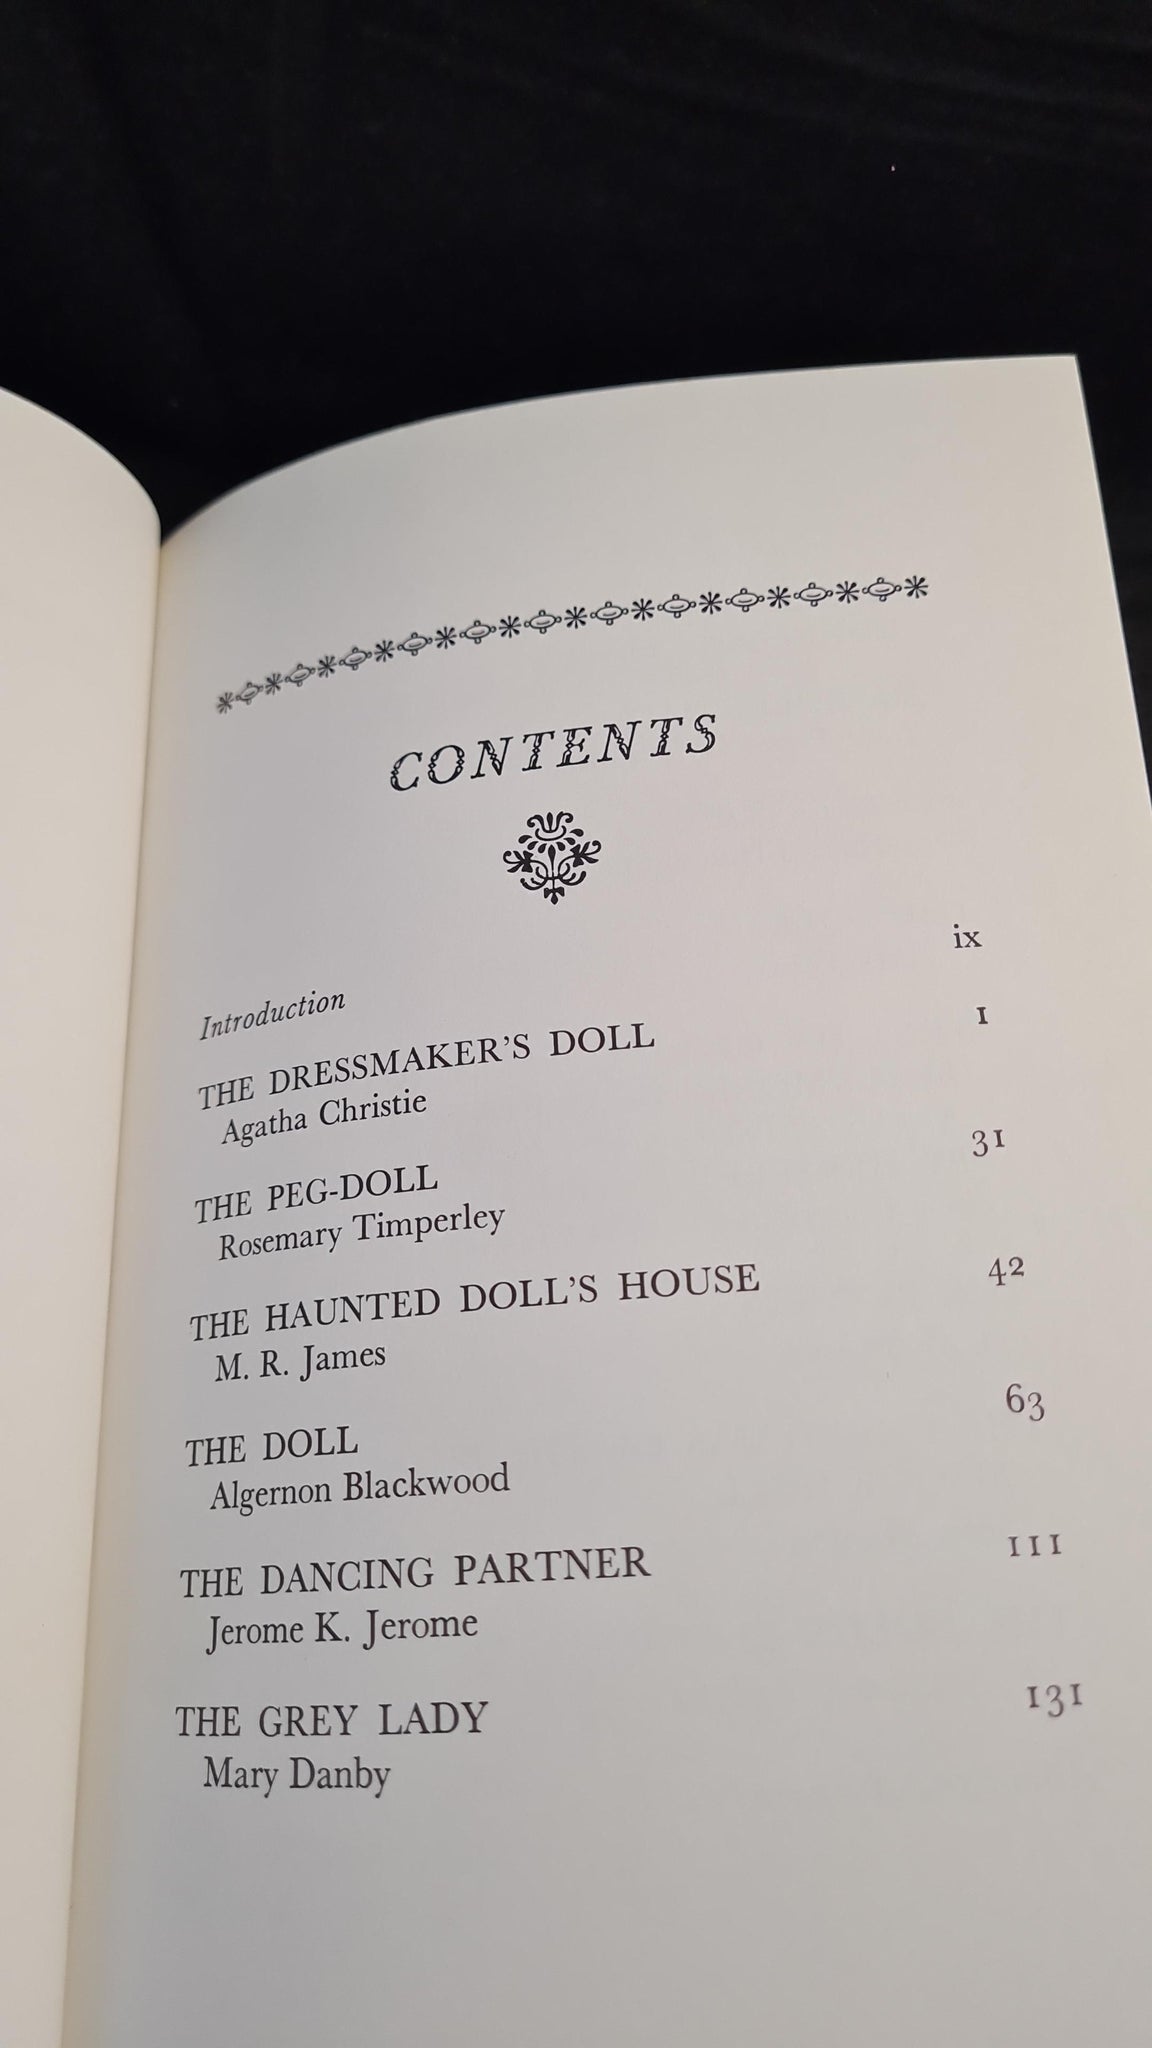 CONTENTS
Introduction ix
THE DRESSMAKER'S DOLL 1
Agatha Christie
THE PEG-DOLL 31
Rosemary Timperley
THE HAUNTED DOLL'S HOUSE 42
M. R. James
THE DOLL 63
Algernon Blackwood
THE DANCING PARTNER 111
Jerome K. Jerome
THE GREY LADY 131
Mary Danby